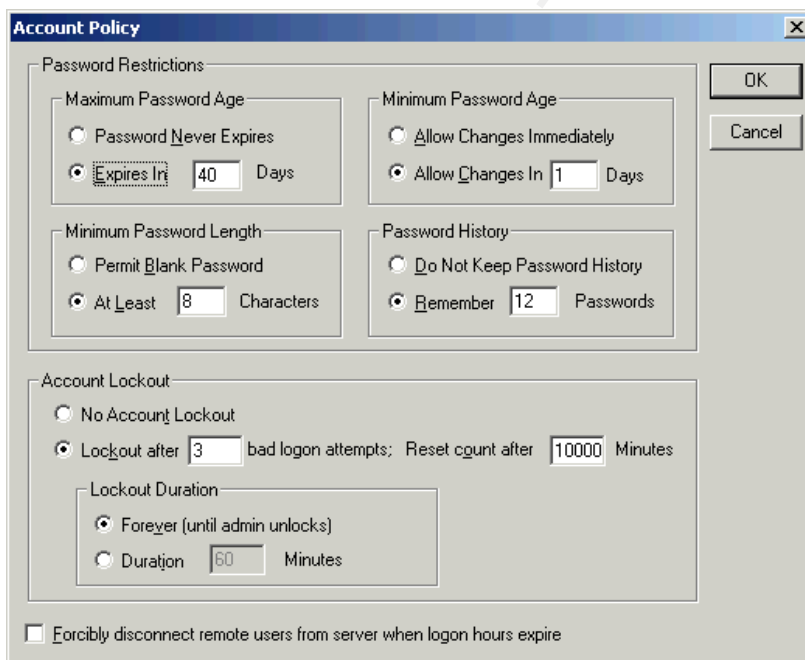 Account Policy
Password Restrictions
Maximum Password Age
Password Never Expires
Expires In 40 Days
Minimum Password Age
Allow Changes Immediately
Allow Changes In 1 Days
Minimum Password Length
Permit Blank Password
At Least 8 Characters
Password History
Do Not Keep Password History
Remember 12 Passwords
OK
Cancel
Account Lockout
No Account Lockout
Lockout after 3 bad logon attempts; Reset count after 10000 Minutes
Lockout Duration
Forever (until admin unlocks)
Duration 60 Minutes
Forcibly disconnect remote users from server when logon hours expire